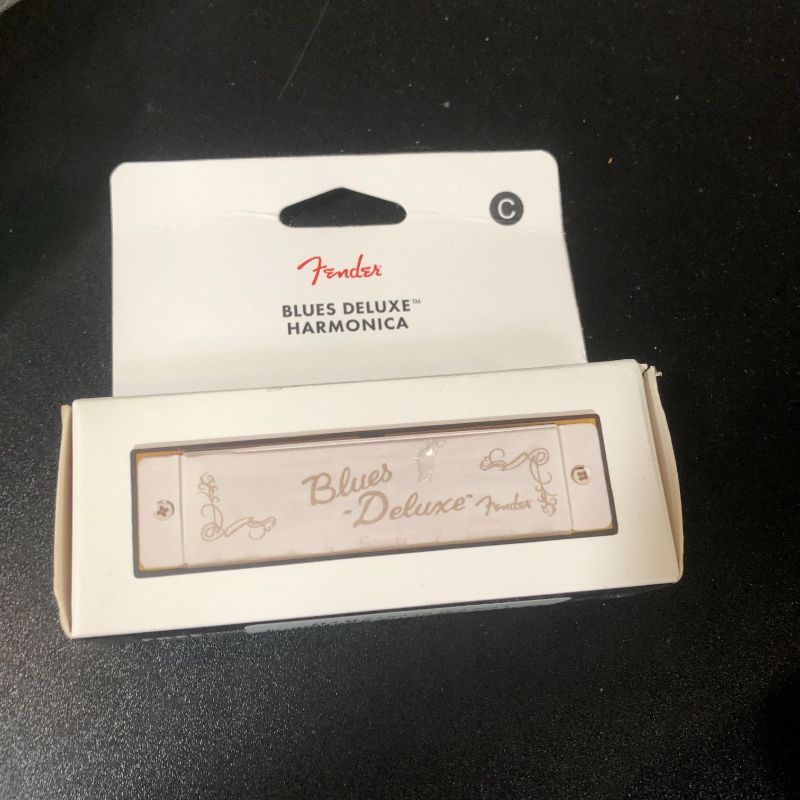 C
Fender
BLUES DELUXE™
HARMONICA
Blues
-Deluxe™ Fender